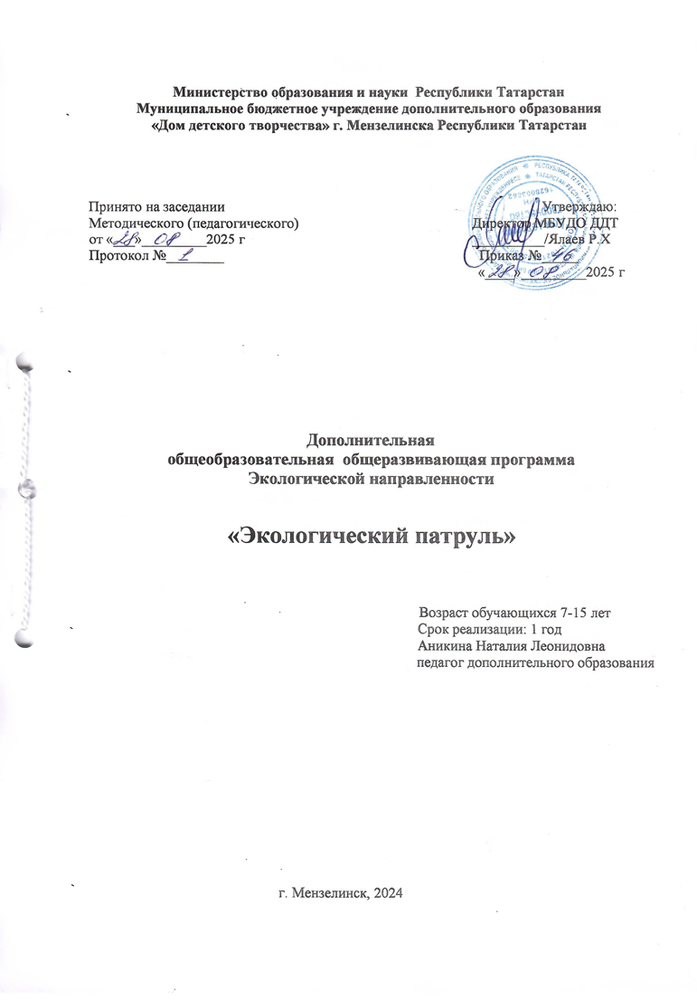 Министерство образования и науки Республики Татарстан
Муниципальное бюджетное учреждение дополнительного образования
«Дом детского творчества» г. Мензелинска Республики Татарстан
Принято на заседании
Методического (педагогического)
от «28» 08 2025 г
Протокол № 1
Утверждаю:
Директор МБУДО ДДТ
/Ялаев Р.Х
Приказ № 46
«28» 08 2025 г
Дополнительная
общеобразовательная общеразвивающая программа
Экологической направленности
«Экологический патруль»
Возраст обучающихся 7-15 лет
Срок реализации: 1 год
Аникина Наталия Леонидовна
педагог дополнительного образования
г. Мензелинск, 2024